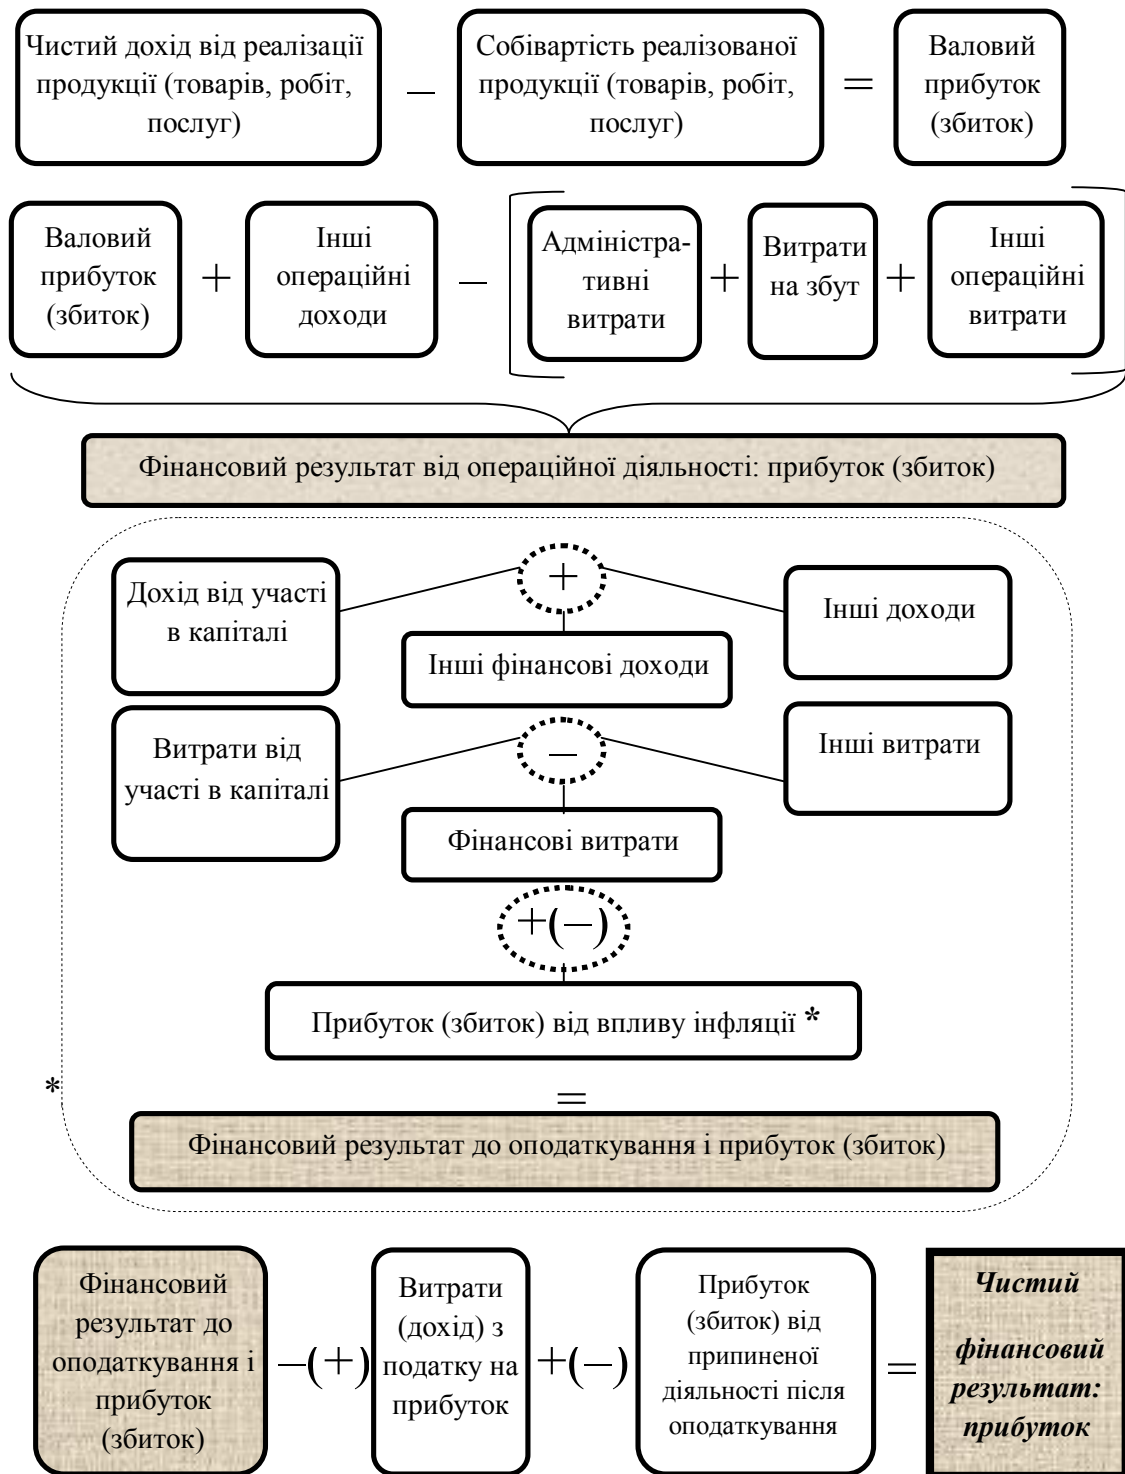 Чистий дохід від реалізації
продукції (товарів, робіт,
послуг)
−
Собівартість реалізованої
продукції (товарів, робіт,
послуг)
=
Валовий
прибуток
(збиток)
Валовий
прибуток
(збиток)
+
Інші
операційні
доходи
−
Адміністра-
тивні
витрати
+
Витрати
на збут
+
Інші
операційні
витрати
Фінансовий результат від операційної діяльності: прибуток (збиток)
Дохід від участі
в капіталі
+
Інші доходи
Інші фінансові доходи
Витрати від
участі в капіталі
−
Інші витрати
Фінансові витрати
+(−)
Прибуток (збиток) від впливу інфляції *
*
=
Фінансовий результат до оподаткування і прибуток (збиток)
Фінансовий
результат до
оподаткування і
прибуток
(збиток)
−(+)
Витрати
(дохід) з
податку на
прибуток
+(−)
Прибуток
(збиток) від
припиненої
діяльності після
оподаткування
=
Чистий
фінансовий
результат:
прибуток